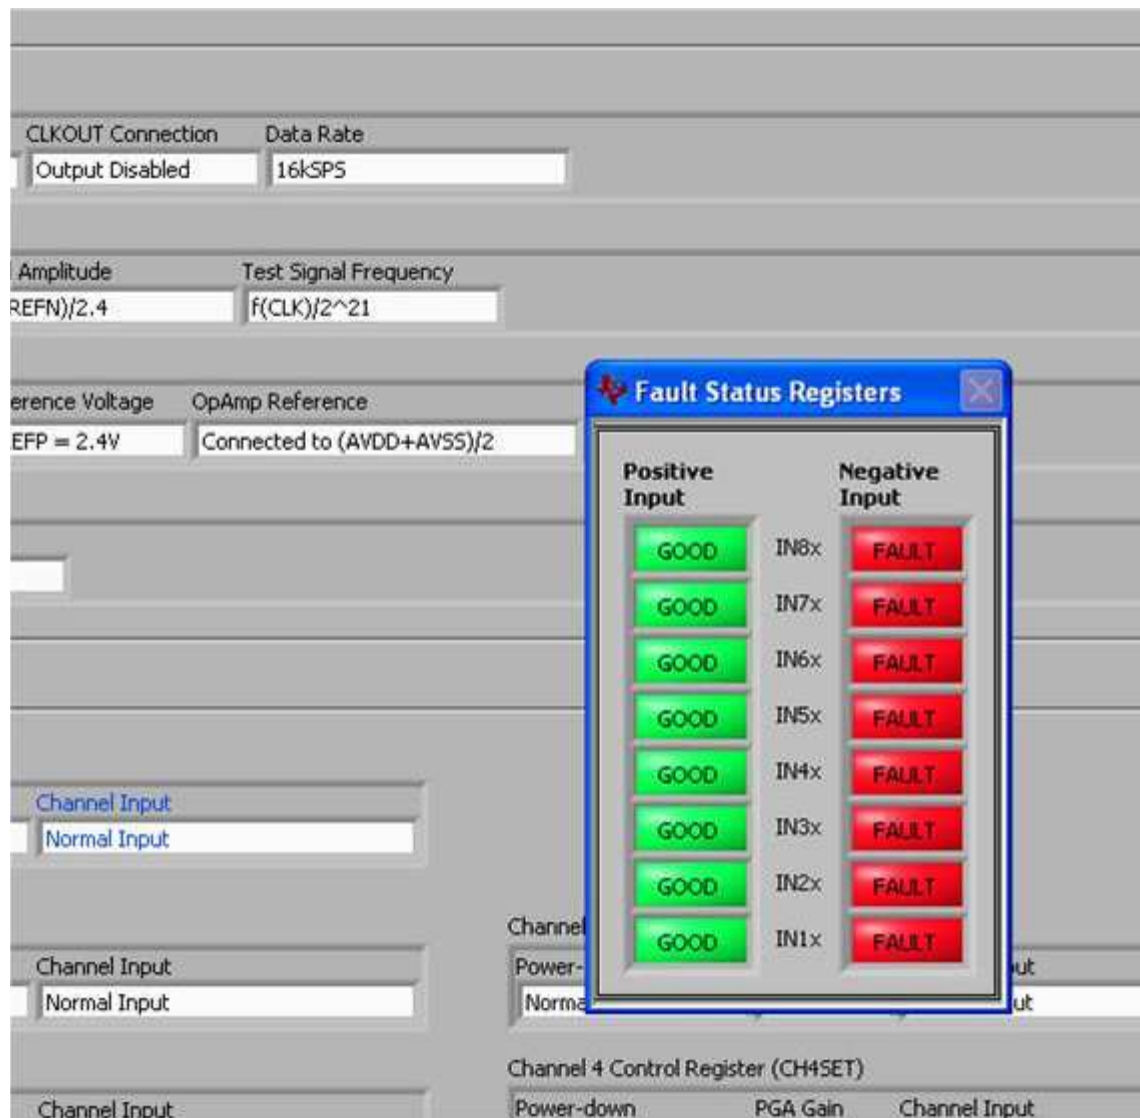 CLKOUT Connection Data Rate
Output Disabled 16kSPS
Amplitude Test Signal Frequency
REFN)/2.4 f(CLK)/2^21
erence Voltage OpAmp Reference
EFP = 2.4V Connected to (AVDD+AVSS)/2
Fault Status Registers
Positive Input Negative Input
GOOD IN8x FAULT
GOOD IN7x FAULT
GOOD IN6x FAULT
GOOD IN5x FAULT
GOOD IN4x FAULT
GOOD IN3x FAULT
GOOD IN2x FAULT
GOOD IN1x FAULT
Channel Input
Normal Input
Channel
Channel Input Power- ut
Normal Input Norma ut
Channel 4 Control Register (CH4SET)
Channel Input Power-down PGA Gain Channel Input